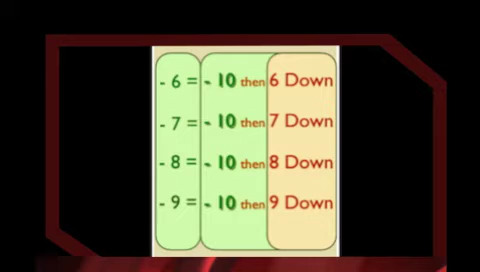 - 6 = - 10 then 6 Down
- 7 = - 10 then 7 Down
- 8 = - 10 then 8 Down
- 9 = - 10 then 9 Down